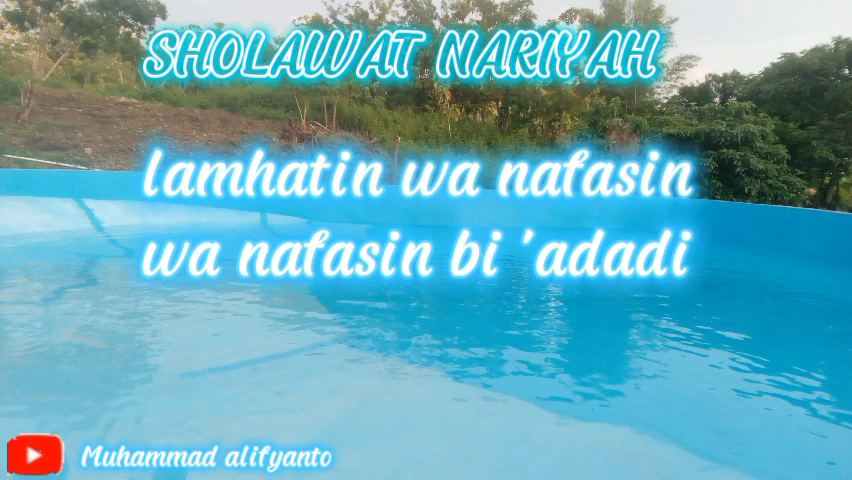 SHOLAWAT NARIYAH
lamhatin wa nafasin
wa nafasin bi 'adadi
Muhammad alifyanto